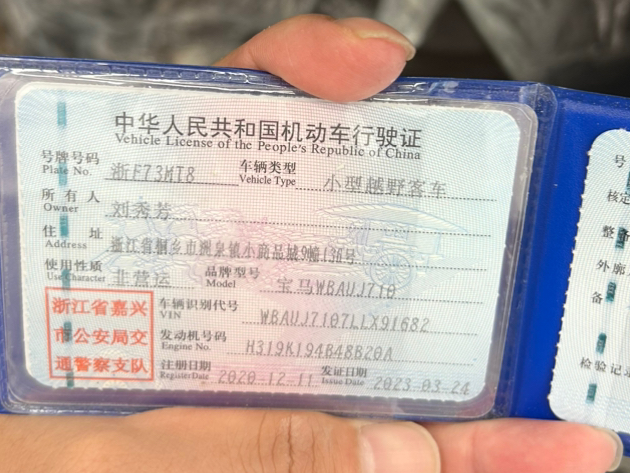 中华人民共和国机动车行驶证
Vehicle License of the People's Republic of China
号牌号码 Plate No. 浙F73MT8 车辆类型 Vehicle Type 小型越野客车
所有人 Owner 刘秀芳
住址 Address 浙江省桐乡市洲泉镇小商品城9幢136号
使用性质 Use Character 非营运 品牌型号 Model 宝马WBAUJ710
浙江省嘉兴
市公安局交
通警察支队
车辆识别代号 VIN WBAUJ7107LLX91682
发动机号码 Engine No. H319K194B48B20A
注册日期 Register Date 2020-12-11 发证日期 Issue Date 2023-03-24
号
核定
整备
外廓
备
检验记录